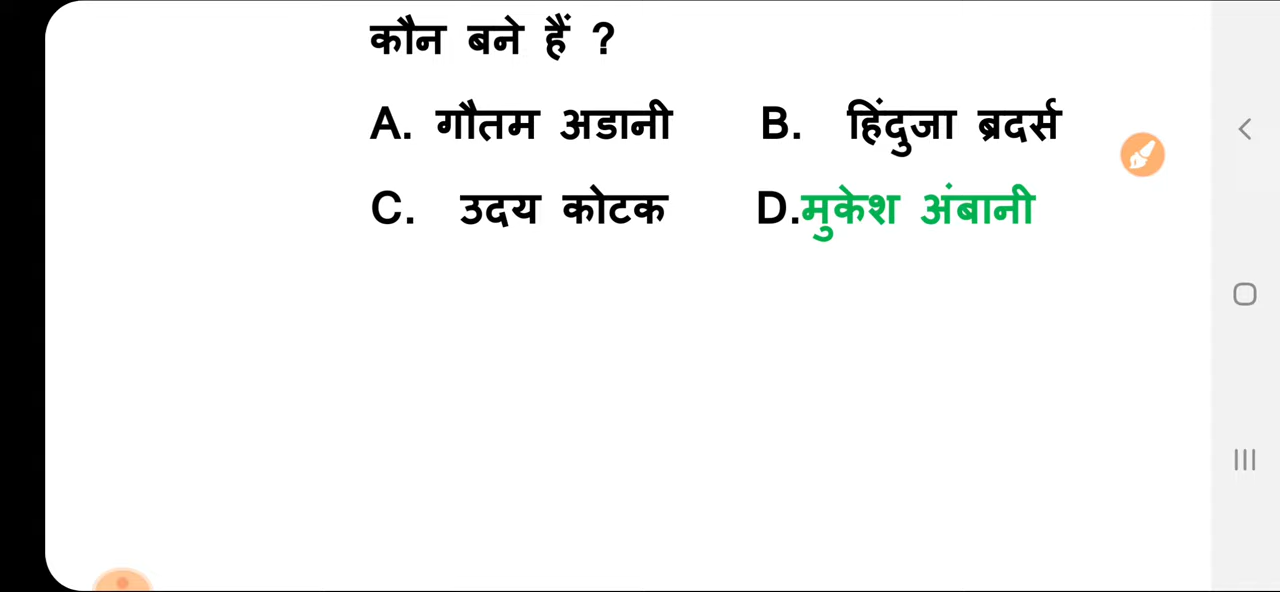 कौन बने हैं ?
A. गौतम अडानी B. हिंदुजा ब्रदर्स
C. उदय कोटक D.मुकेश अंबानी